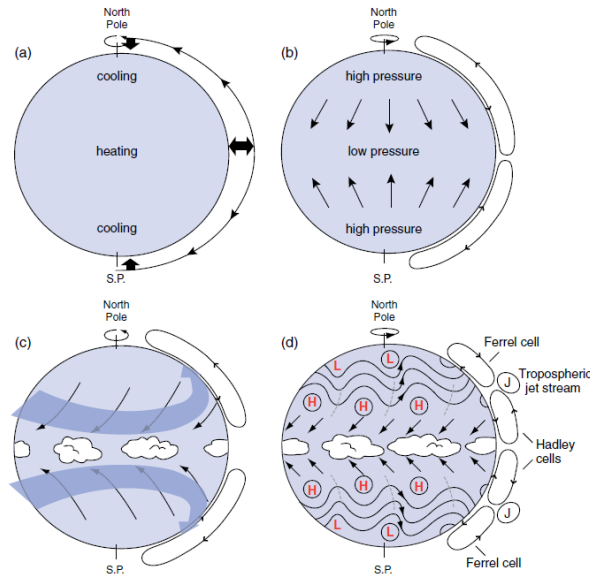 North
Pole
(a)
cooling
heating
cooling
S.P.
North
Pole
(b)
high pressure
low pressure
high pressure
S.P.
North
Pole
(c)
S.P.
North
Pole
(d)
Ferrel cell
L
L
Tropospheric
J
jet stream
H
H
H
Hadley
cells
H
H
H
J
L
L
Ferrel cell
S.P.